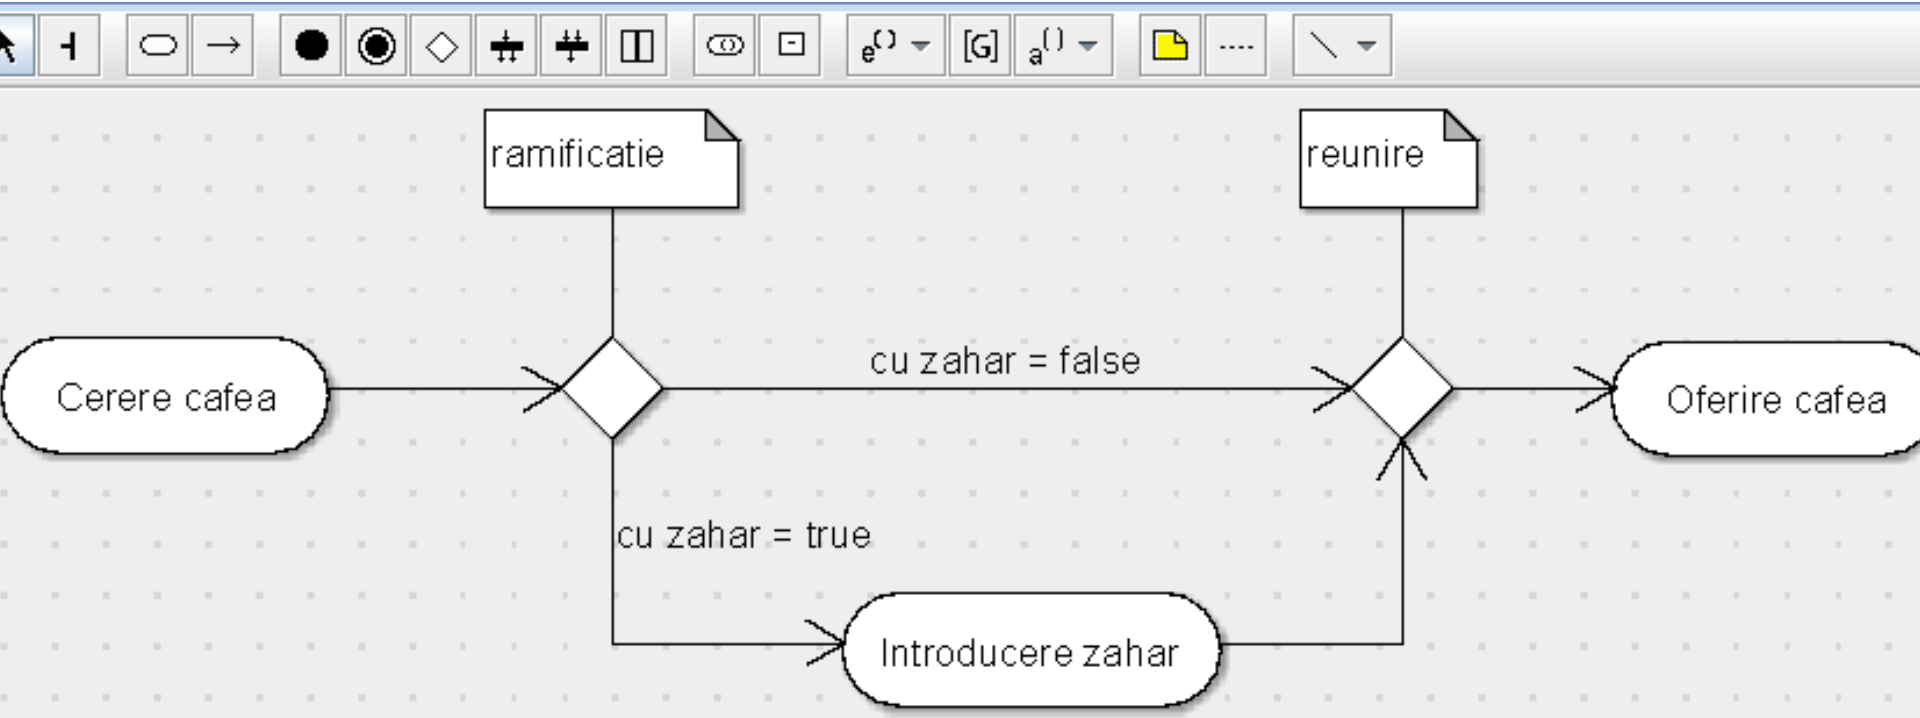 e() [G] a()
ramificatie
reunire
cu zahar = false
Cerere cafea
Oferire cafea
cu zahar = true
Introducere zahar